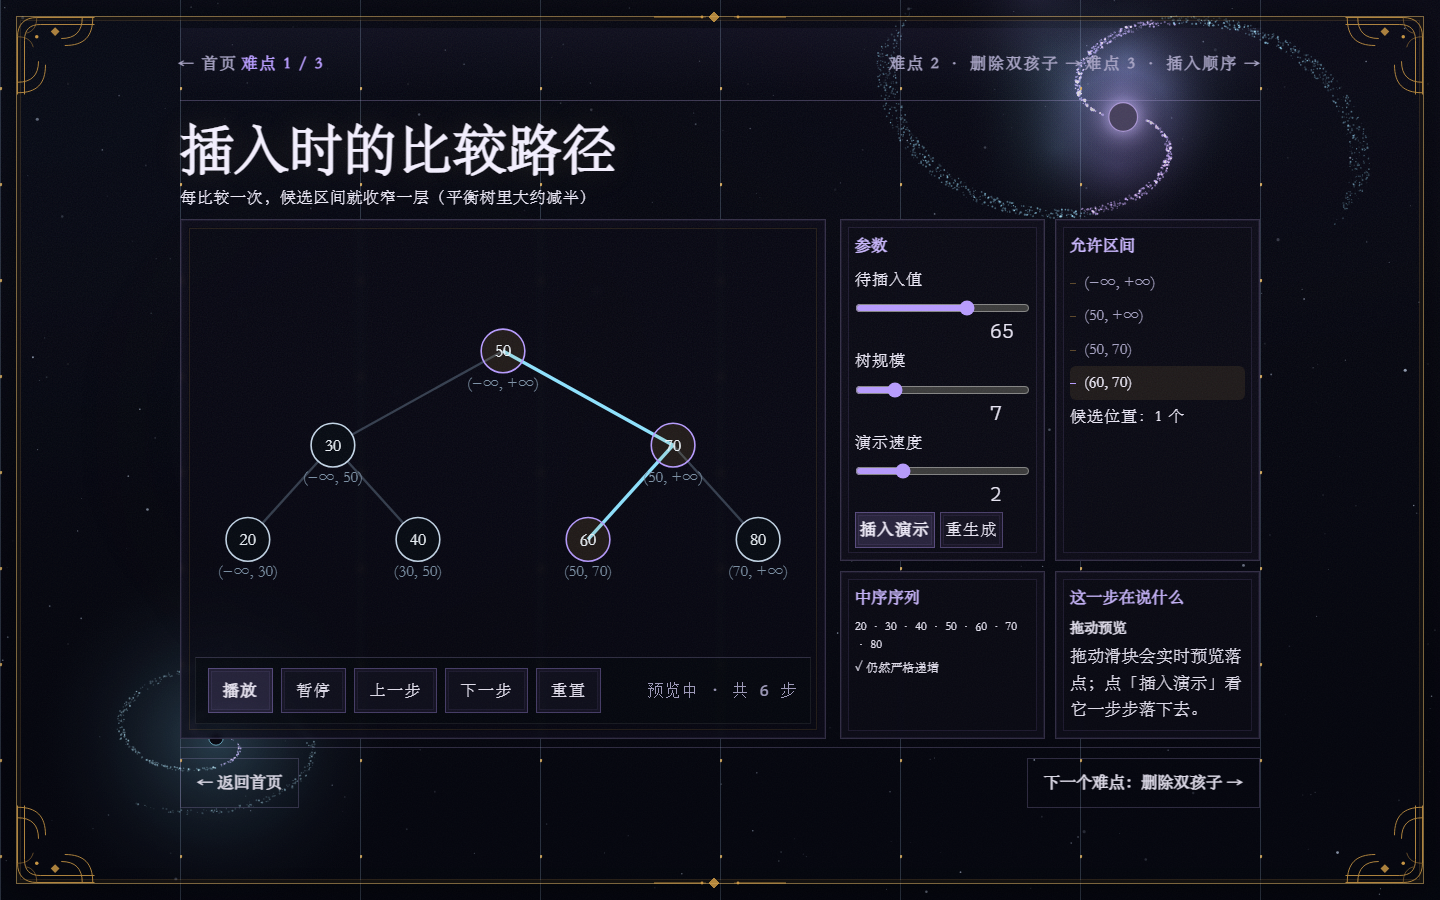 ← 首页 难点 1 / 3
难点 2 · 删除双孩子 → 难点 3 · 插入顺序 →
插入时的比较路径
每比较一次，候选区间就收窄一层（平衡树里大约减半）
50
(−∞, +∞)
30
70
(−∞, 50)
(50, +∞)
20
40
60
80
(−∞, 30)
(30, 50)
(50, 70)
(70, +∞)
播放
暂停
上一步
下一步
重置
预览中 · 共 6 步
参数
待插入值
65
树规模
7
演示速度
2
插入演示
重生成
允许区间
(−∞, +∞)
(50, +∞)
(50, 70)
(60, 70)
候选位置：1 个
中序序列
20 · 30 · 40 · 50 · 60 · 70
· 80
√ 仍然严格递增
这一步在说什么
拖动预览
拖动滑块会实时预览落
点；点「插入演示」看
它一步步落下去。
← 返回首页
下一个难点：删除双孩子 →